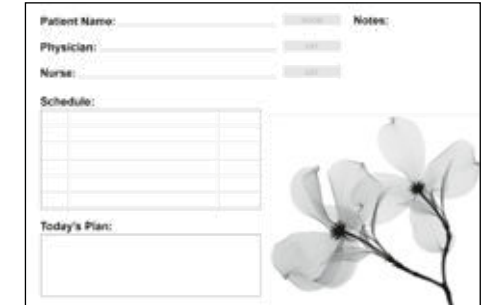 Patient Name:
Notes:
Physician:
Nurse:
Schedule:
Today's Plan: